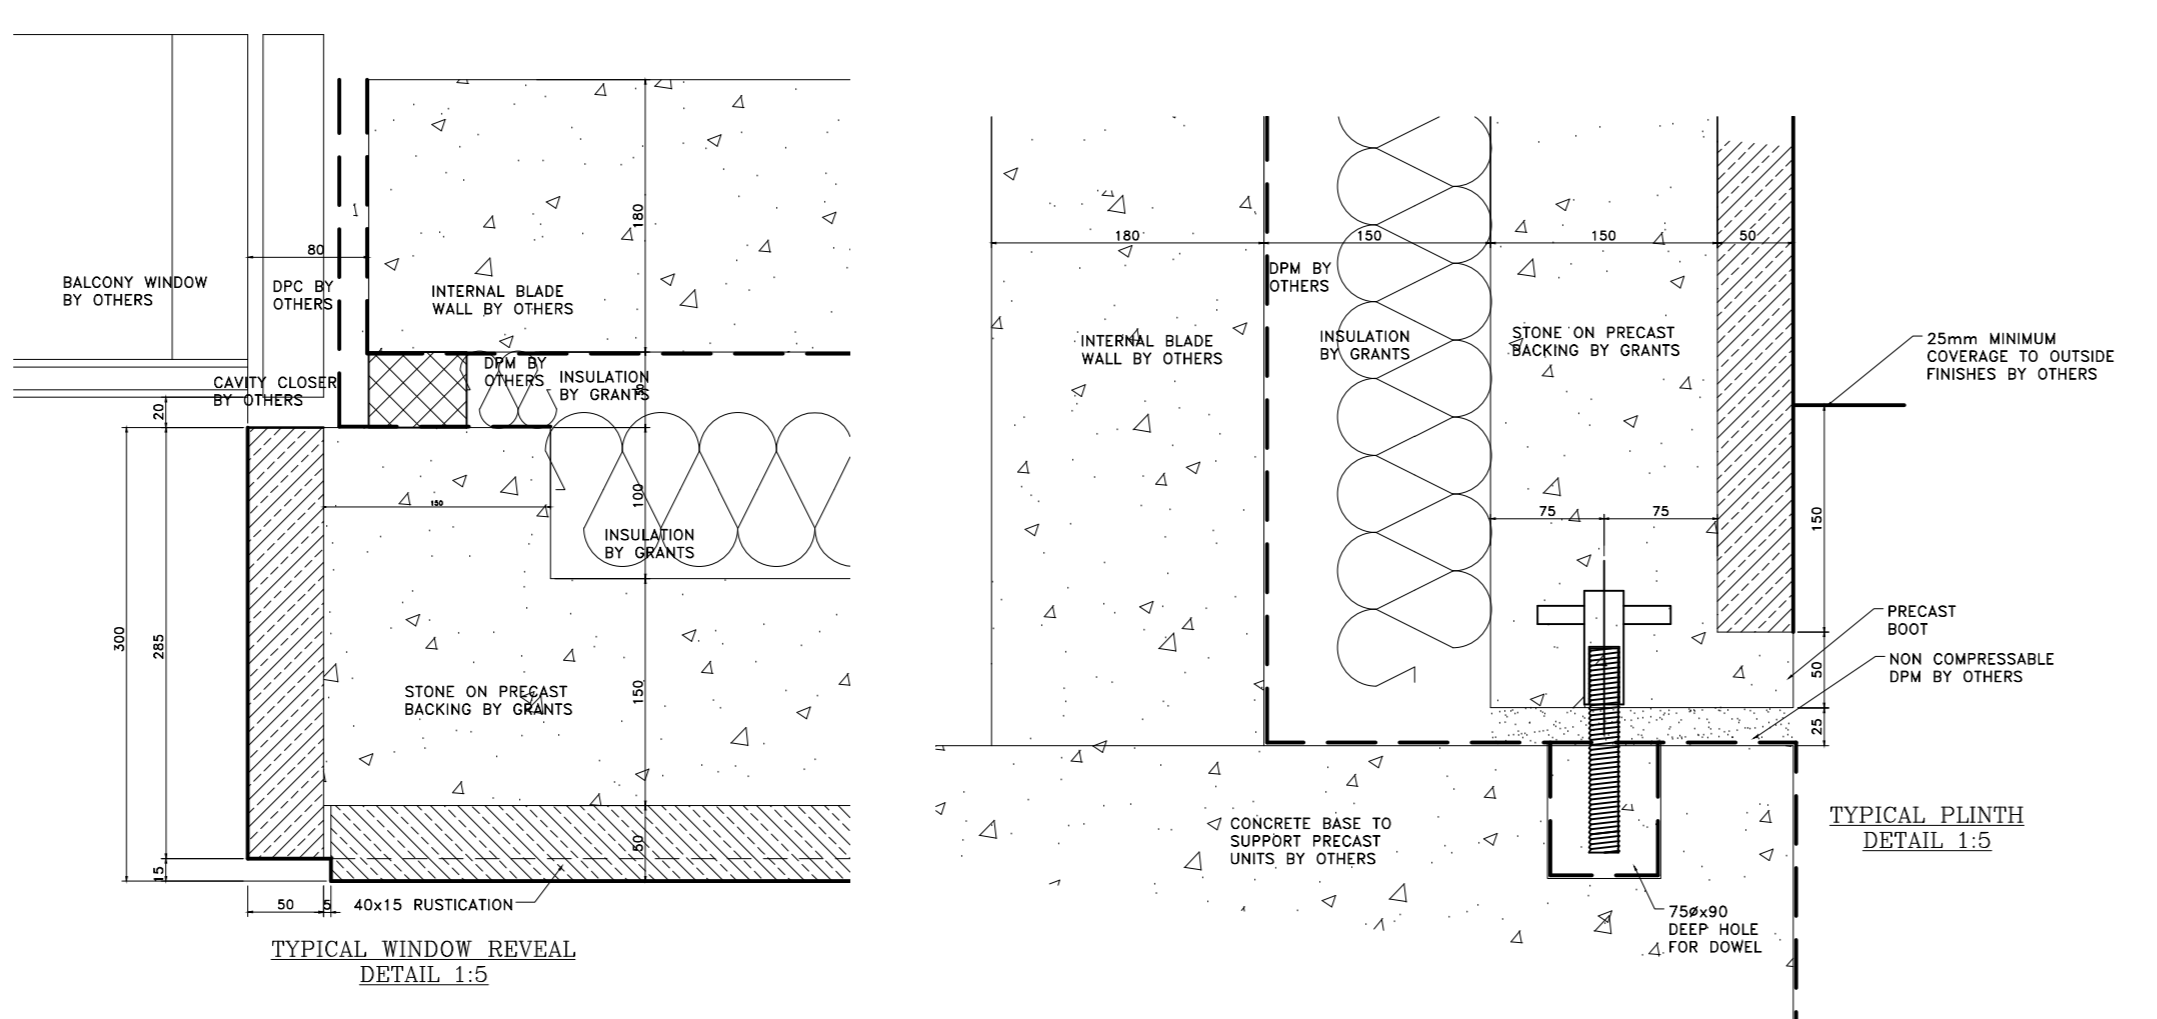 180
80
BALCONY WINDOW
BY OTHERS
DPC BY
OTHERS
INTERNAL BLADE
WALL BY OTHERS
DPM BY
OTHERS
INSULATION
BY GRANTS
CAVITY CLOSER
BY OTHERS
20
300
285
15
150
100
INSULATION
BY GRANTS
STONE ON PRECAST
BACKING BY GRANTS
150
50
50
5
40x15 RUSTICATION
TYPICAL WINDOW REVEAL
DETAIL 1:5
180
150
150
50
DPM BY
OTHERS
INTERNAL BLADE
WALL BY OTHERS
INSULATION
BY GRANTS
STONE ON PRECAST
BACKING BY GRANTS
25mm MINIMUM
COVERAGE TO OUTSIDE
FINISHES BY OTHERS
75
75
150
PRECAST
BOOT
50
NON COMPRESSABLE
DPM BY OTHERS
25
CONCRETE BASE TO
SUPPORT PRECAST
UNITS BY OTHERS
75øx90
DEEP HOLE
FOR DOWEL
TYPICAL PLINTH
DETAIL 1:5